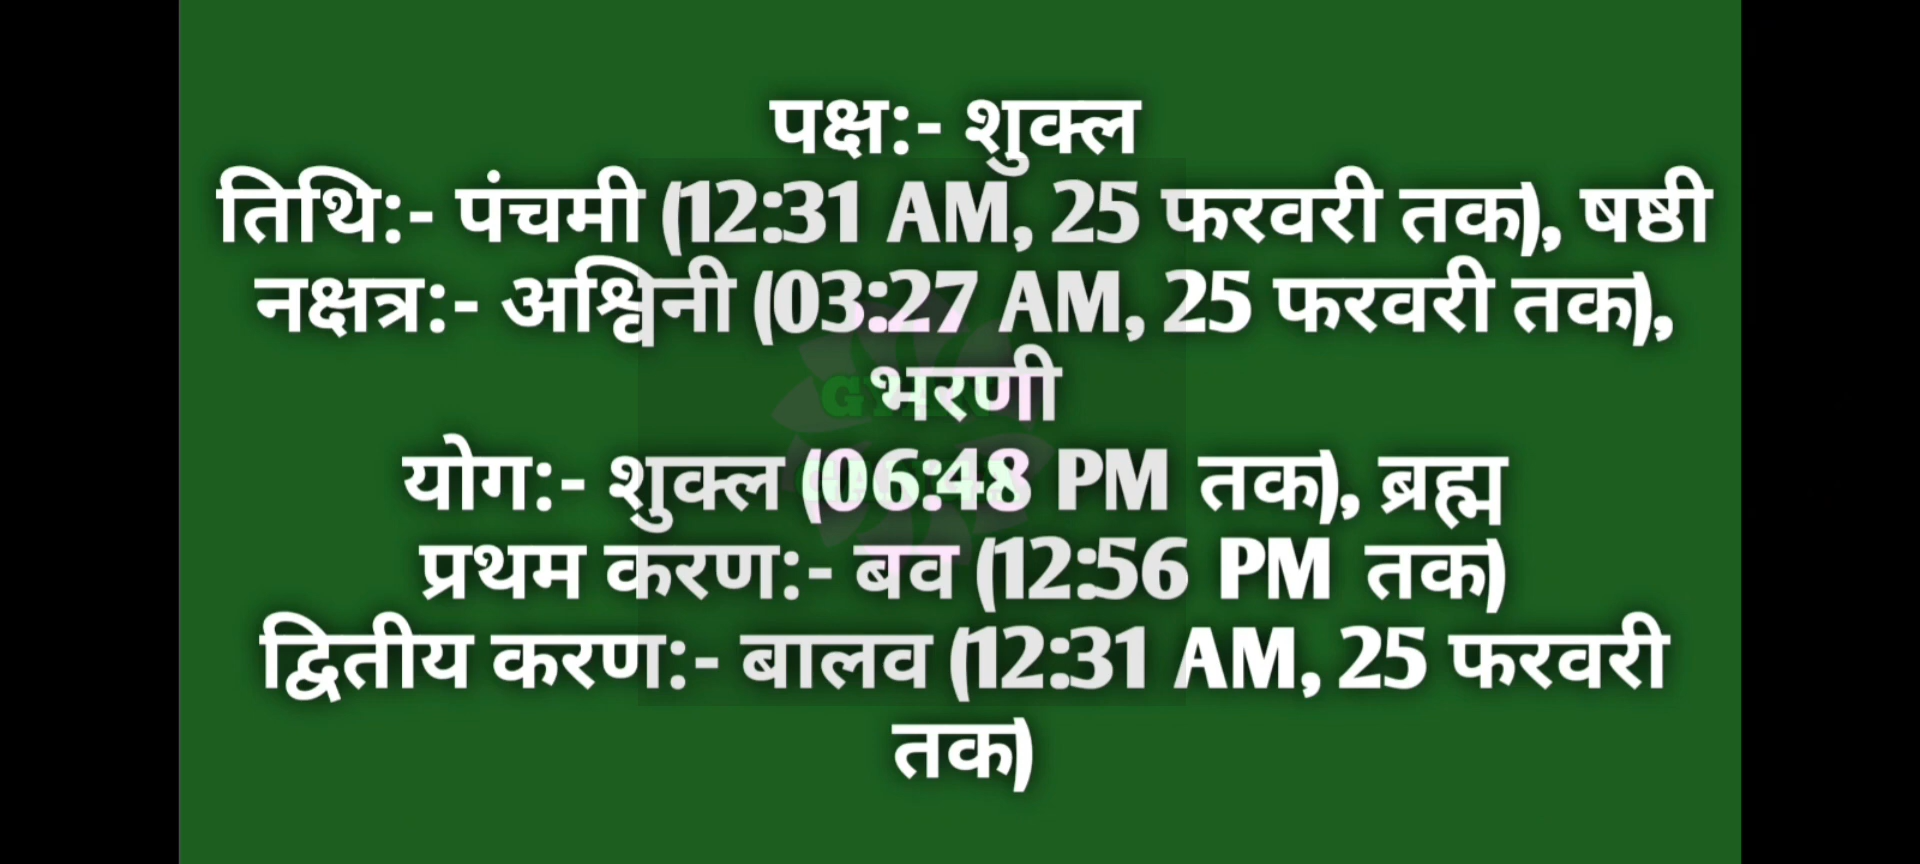 पक्ष:- शुक्ल
तिथि:- पंचमी (12:31 AM, 25 फरवरी तक), षष्ठी
नक्षत्र:- अश्विनी (03:27 AM, 25 फरवरी तक),
भरणी
योग:- शुक्ल (06:48 PM तक), ब्रह्म
प्रथम करण:- बव (12:56 PM तक)
द्वितीय करण:- बालव (12:31 AM, 25 फरवरी
तक)